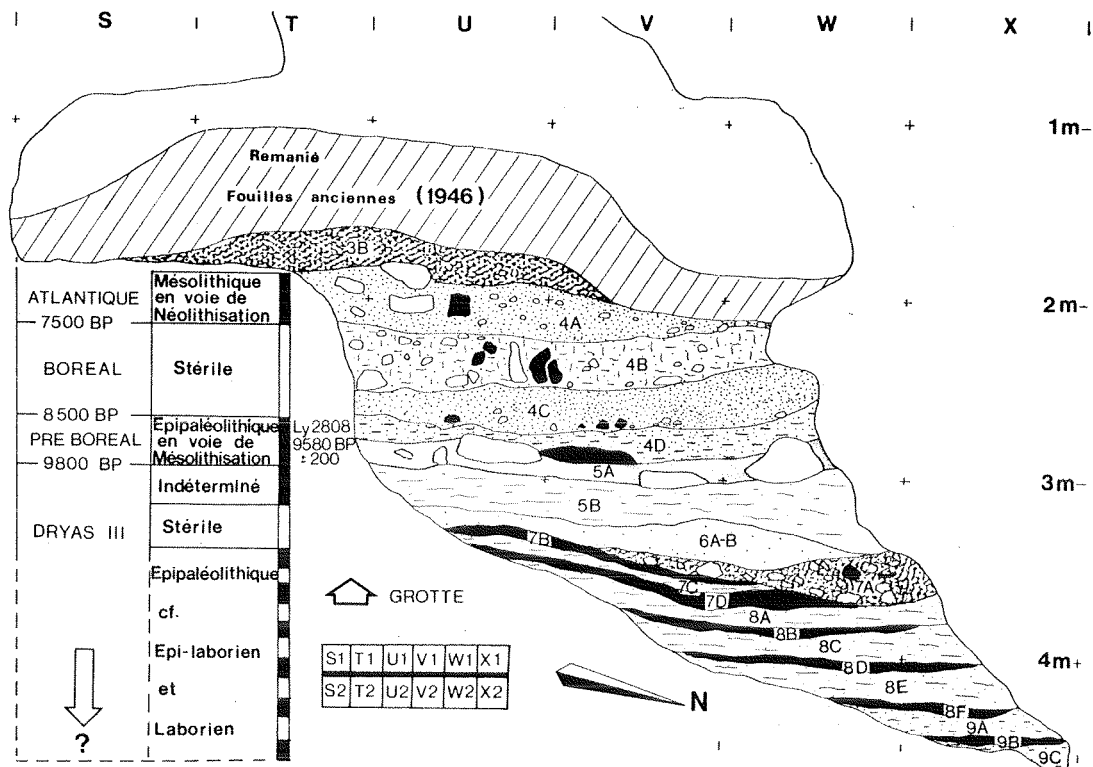 S T U V W X
1m
Remanié
Fouilles anciennes (1946)
3B
2m
ATLANTIQUE
Mésolithique
en voie de
Néolithisation
7500 BP
4A
BOREAL
Stérile
4B
8500 BP
4C
PRE BOREAL
Epipaléolithique
en voie de
Mésolithisation
Ly 2808
9580 BP
± 200
4D
9800 BP
5A
Indéterminé
3m
5B
DRYAS III
Stérile
7B
6A-B
7A
Epipaléolithique
cf.
Epi-laborien
et
Laborien
?
GROTTE
7C
7D
8A
8B
8C
8D
4m
8E
8F
9A
9B
9C
S1 T1 U1 V1 W1 X1
S2 T2 U2 V2 W2 X2
N